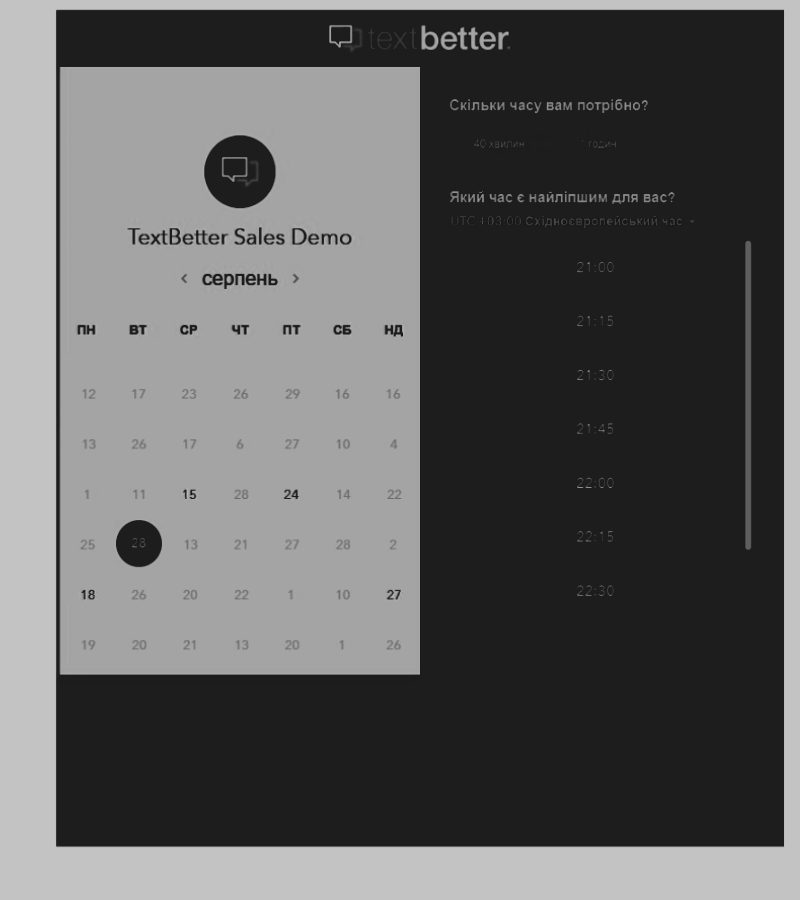 textbetter.
TextBetter Sales Demo
< серпень >
ПН ВТ СР ЧТ ПТ СБ НД
12 17 23 26 29 16 16
13 26 17 6 27 10 4
1 11 15 28 24 14 22
25 28 13 21 27 28 2
18 26 20 22 1 10 27
19 20 21 13 20 1 26
Скільки часу вам потрібно?
40 хвилин годин
Який час є найліпшим для вас?
UTC +03:00 Східноєвропейський час
21:00
21:15
21:30
21:45
22:00
22:15
22:30